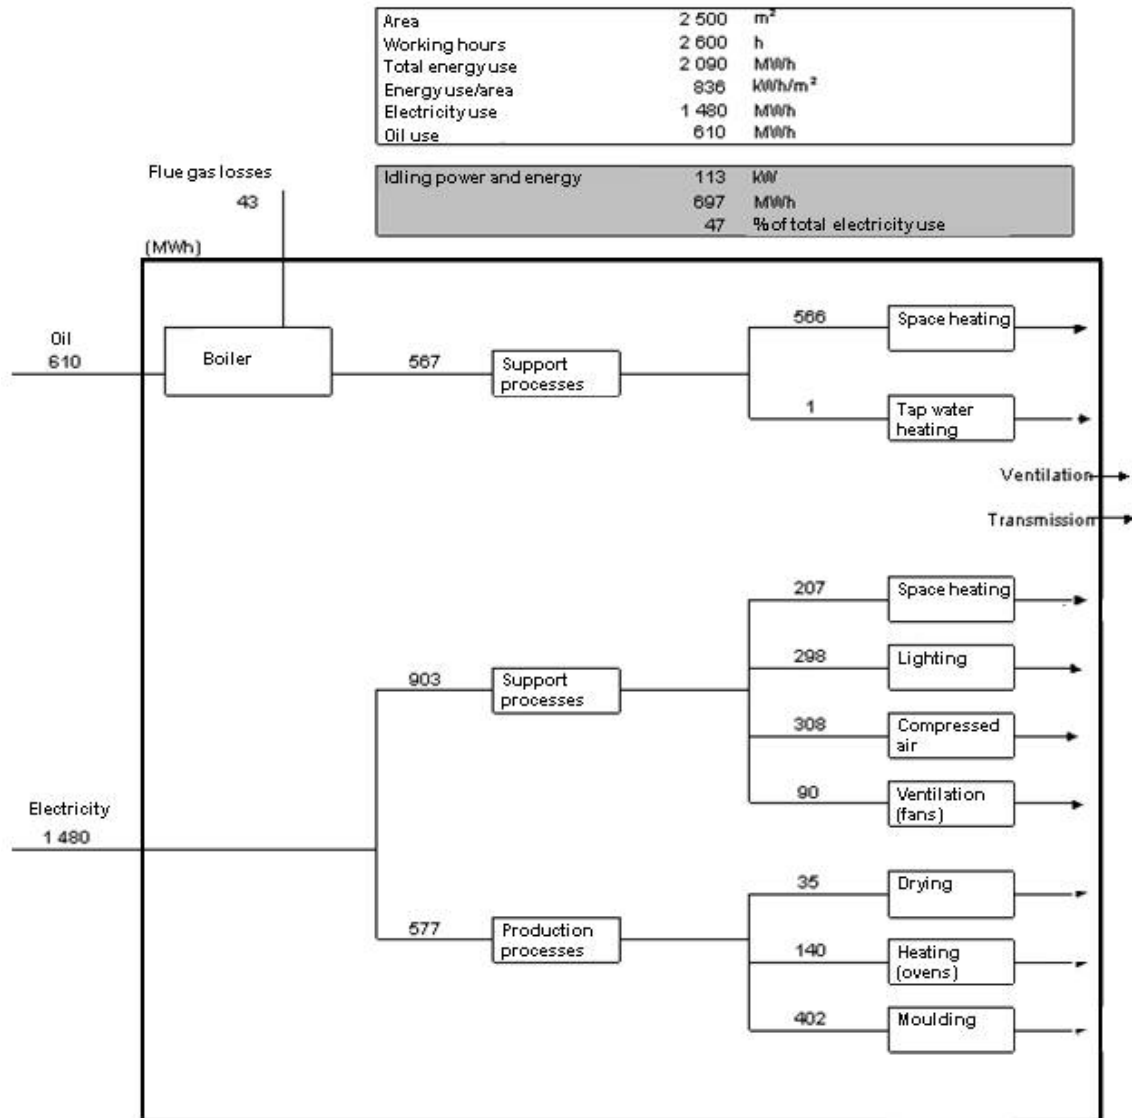 Area 2 500 m²
Working hours 2 600 h
Total energy use 2 090 MWh
Energy use/area 836 kWh/m²
Electricity use 1 480 MWh
Oil use 610 MWh
Flue gas losses
43
Idling power and energy 113 kW
697 MWh
47 % of total electricity use
(MWh)
Oil
610
Boiler
567
Support
processes
566
Space heating
1
Tap water
heating
Ventilation
Transmission
Electricity
1 480
903
Support
processes
207
Space heating
298
Lighting
308
Compressed
air
90
Ventilation
(fans)
577
Production
processes
35
Drying
140
Heating
(ovens)
402
Moulding